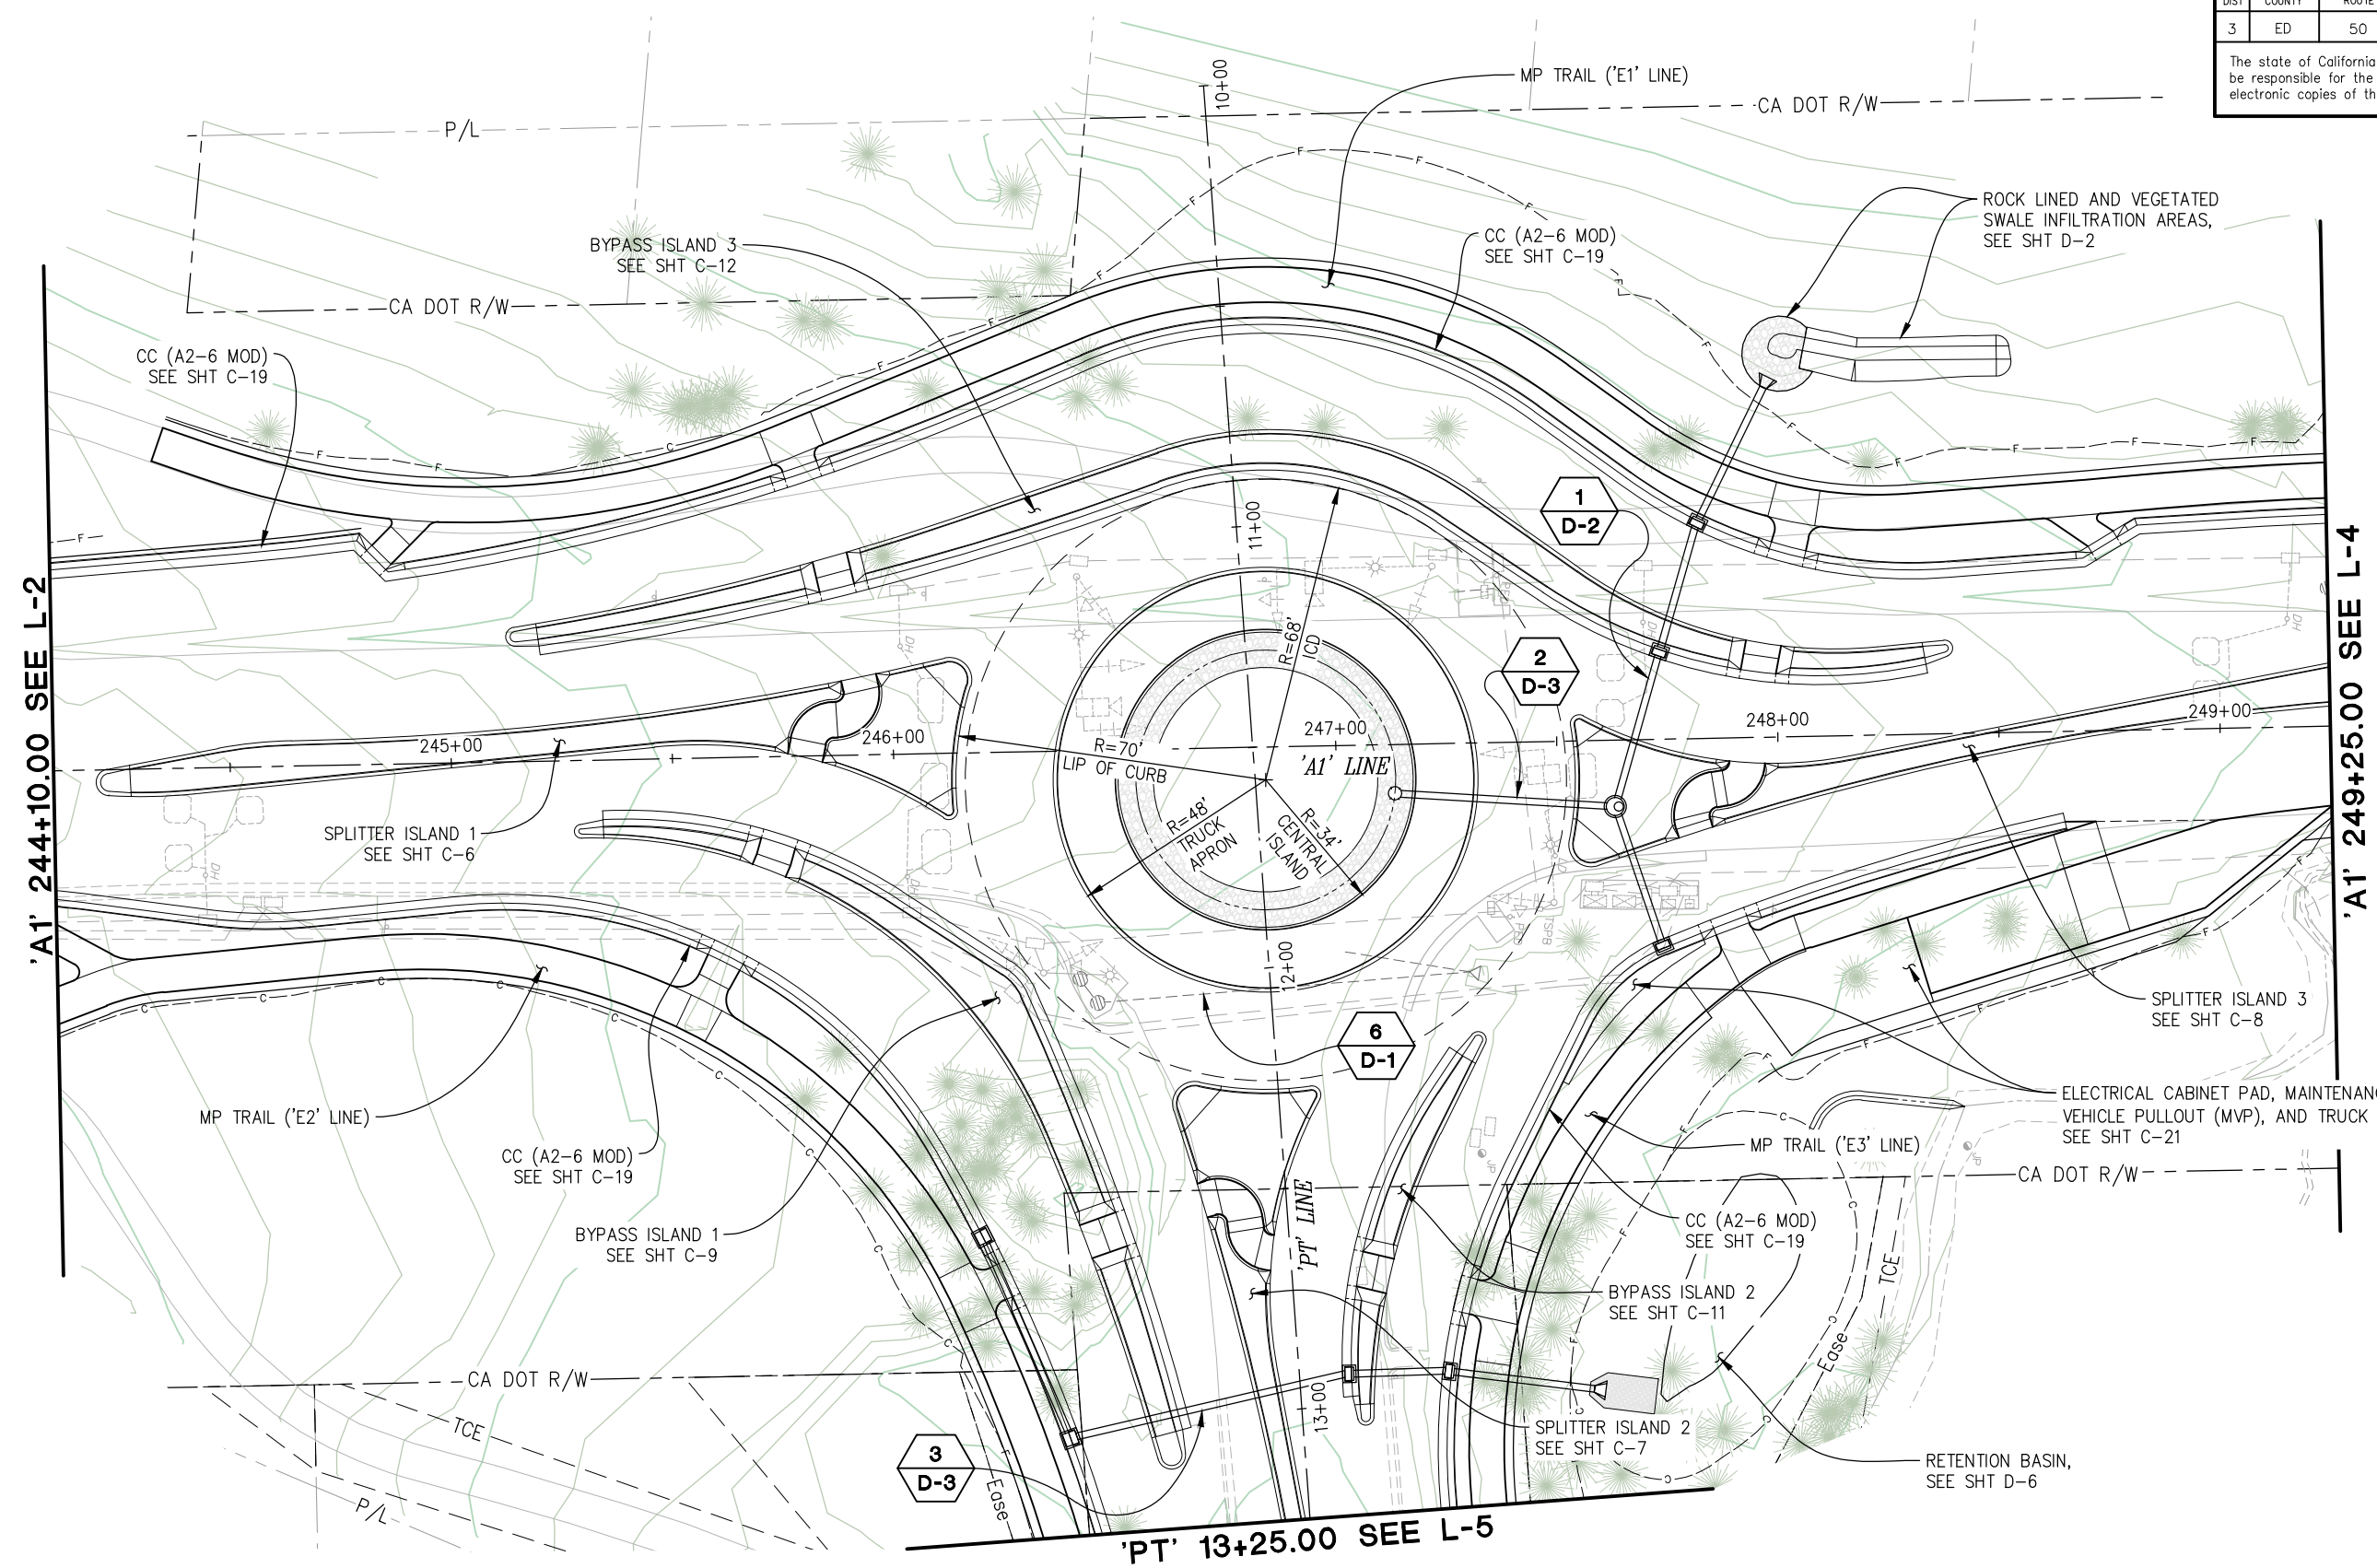 DIST COUNTY ROUTE
3 ED 50
The state of California
be responsible for the
electronic copies of th
10+00
MP TRAIL ('E1' LINE)
CA DOT R/W
P/L
ROCK LINED AND VEGETATED
SWALE INFILTRATION AREAS,
SEE SHT D-2
BYPASS ISLAND 3
SEE SHT C-12
CC (A2-6 MOD)
SEE SHT C-19
CA DOT R/W
CC (A2-6 MOD)
SEE SHT C-19
1
D-2
11+00
'A1' 244+10.00 SEE L-2
'A1' 249+25.00 SEE L-4
R=68'
ICD
2
D-3
245+00
246+00
247+00
248+00
249+00
R=70'
LIP OF CURB
'A1' LINE
R=48'
TRUCK
APRON
R=34'
CENTRAL
ISLAND
SPLITTER ISLAND 1
SEE SHT C-6
DH
DH
DH
DH
DH
SPB
12+00
6
D-1
SPLITTER ISLAND 3
SEE SHT C-8
MP TRAIL ('E2' LINE)
ELECTRICAL CABINET PAD, MAINTENAN
VEHICLE PULLOUT (MVP), AND TRUCK
SEE SHT C-21
MP TRAIL ('E3' LINE)
CC (A2-6 MOD)
SEE SHT C-19
CA DOT R/W
BYPASS ISLAND 1
SEE SHT C-9
'PT' LINE
CC (A2-6 MOD)
SEE SHT C-19
TCE
BYPASS ISLAND 2
SEE SHT C-11
Ease
CA DOT R/W
TCE
13+00
SPLITTER ISLAND 2
SEE SHT C-7
3
D-3
RETENTION BASIN,
SEE SHT D-6
Ease
P/L
'PT' 13+25.00 SEE L-5